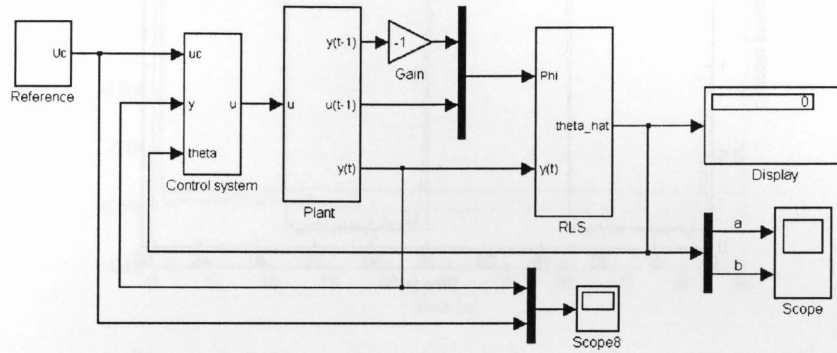 Uc
Reference
uc
y
theta
u
Control system
u
y(t-1)
u(t-1)
y(t)
Plant
-1
Gain
Phi
y(t)
theta_hat
RLS
0
Display
a
b
Scope
Scope8